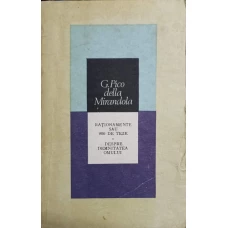 G. Pico
della
Mirandola
RAȚIONAMENTE
SAU
900 DE TEZE
DESPRE
DEMNITATEA
OMULUI